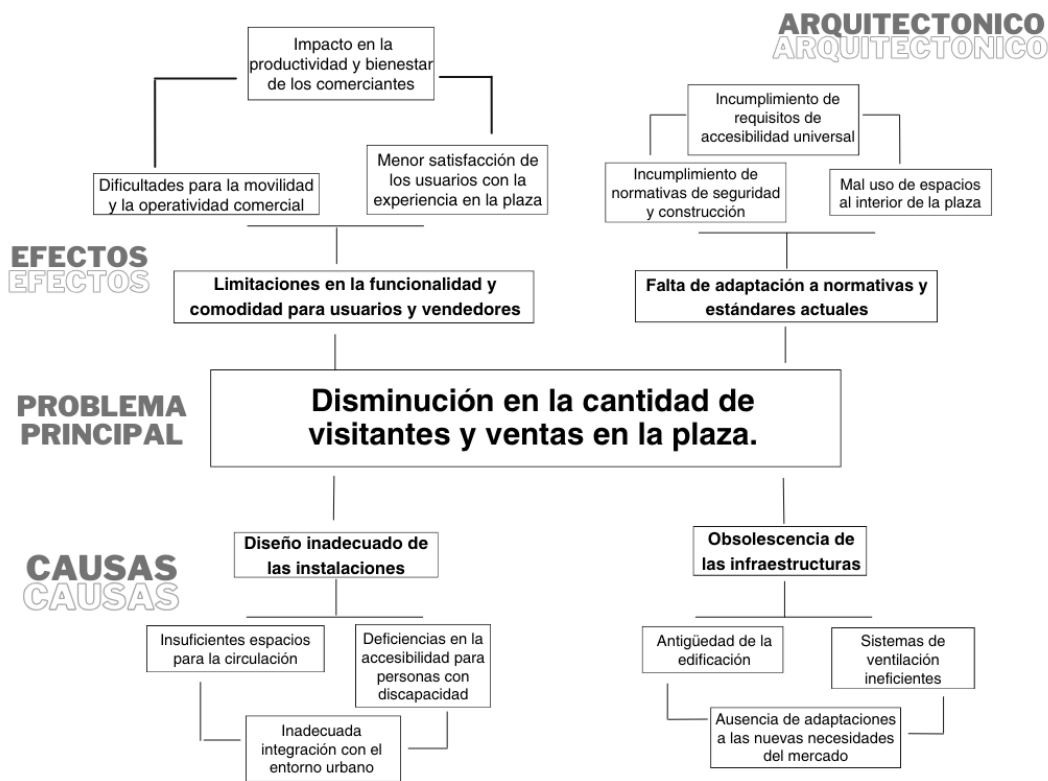 ARQUITECTONICO
ARQUITECTONICO
Impacto en la
productividad y bienestar
de los comerciantes
Incumplimiento de
requisitos de
accesibilidad universal
Dificultades para la movilidad
y la operatividad comercial
Menor satisfacción de
los usuarios con la
experiencia en la plaza
Incumplimiento de
normativas de seguridad
y construcción
Mal uso de espacios
al interior de la plaza
EFECTOS
EFECTOS
Limitaciones en la funcionalidad y
comodidad para usuarios y vendedores
Falta de adaptación a normativas y
estándares actuales
PROBLEMA
PRINCIPAL
Disminución en la cantidad de
visitantes y ventas en la plaza.
Diseño inadecuado de
las instalaciones
Obsolescencia de
las infraestructuras
CAUSAS
CAUSAS
Insuficientes espacios
para la circulación
Deficiencias en la
accesibilidad para
personas con
discapacidad
Antigüedad de la
edificación
Sistemas de
ventilación
ineficientes
Inadecuada
integración con el
entorno urbano
Ausencia de adaptaciones
a las nuevas necesidades
del mercado